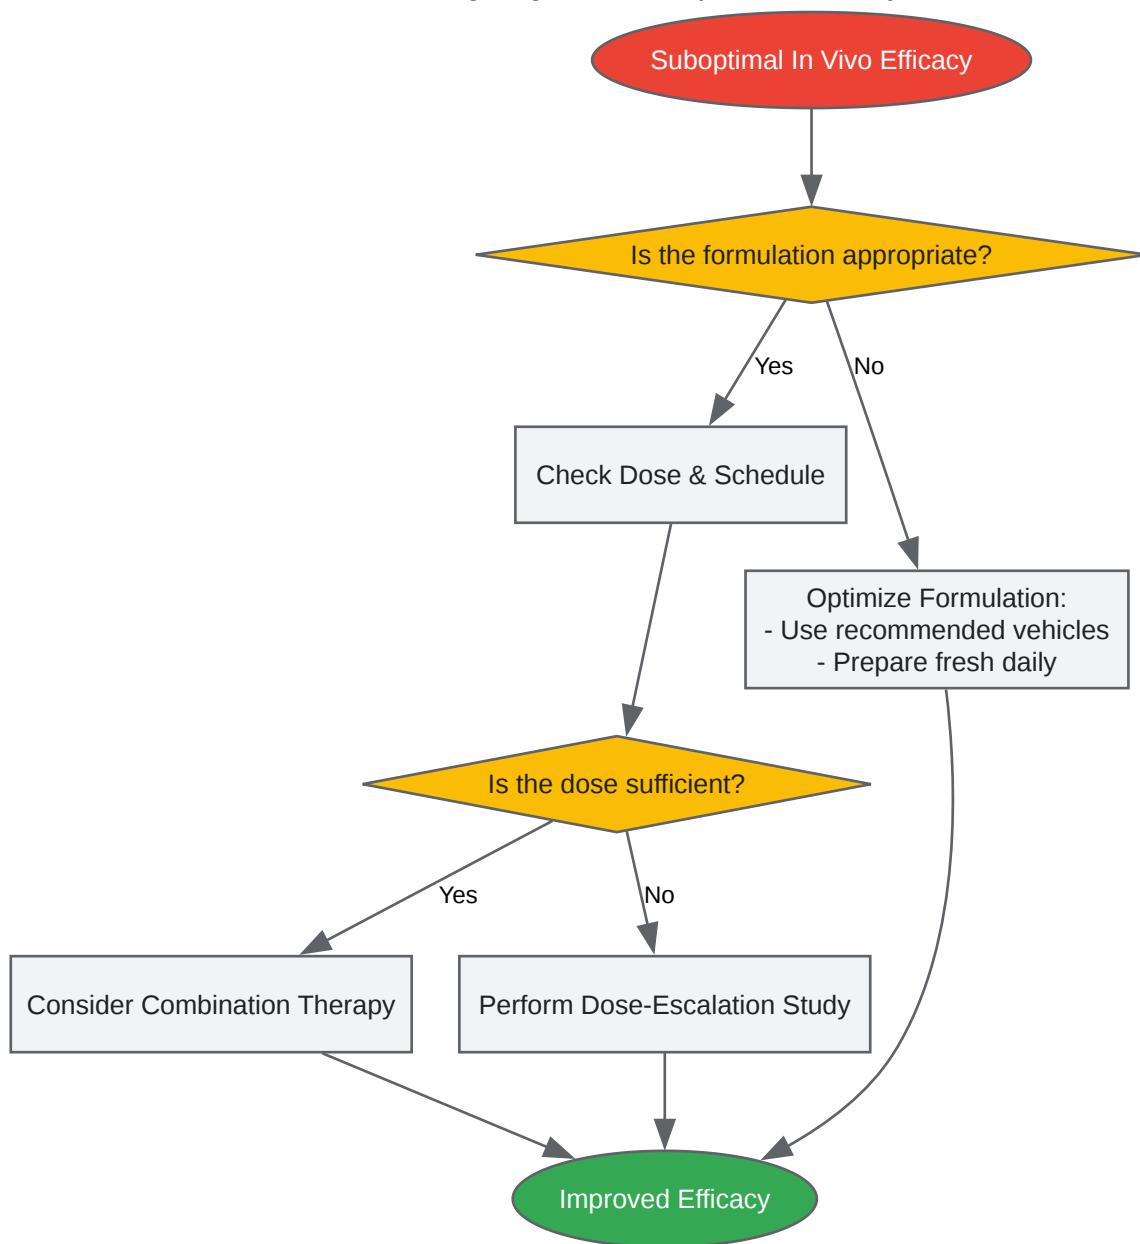 Suboptimal In Vivo Efficacy
Is the formulation appropriate?
Yes
No
Check Dose & Schedule
Optimize Formulation:
- Use recommended vehicles
- Prepare fresh daily
Is the dose sufficient?
Yes
No
Consider Combination Therapy
Perform Dose-Escalation Study
Improved Efficacy